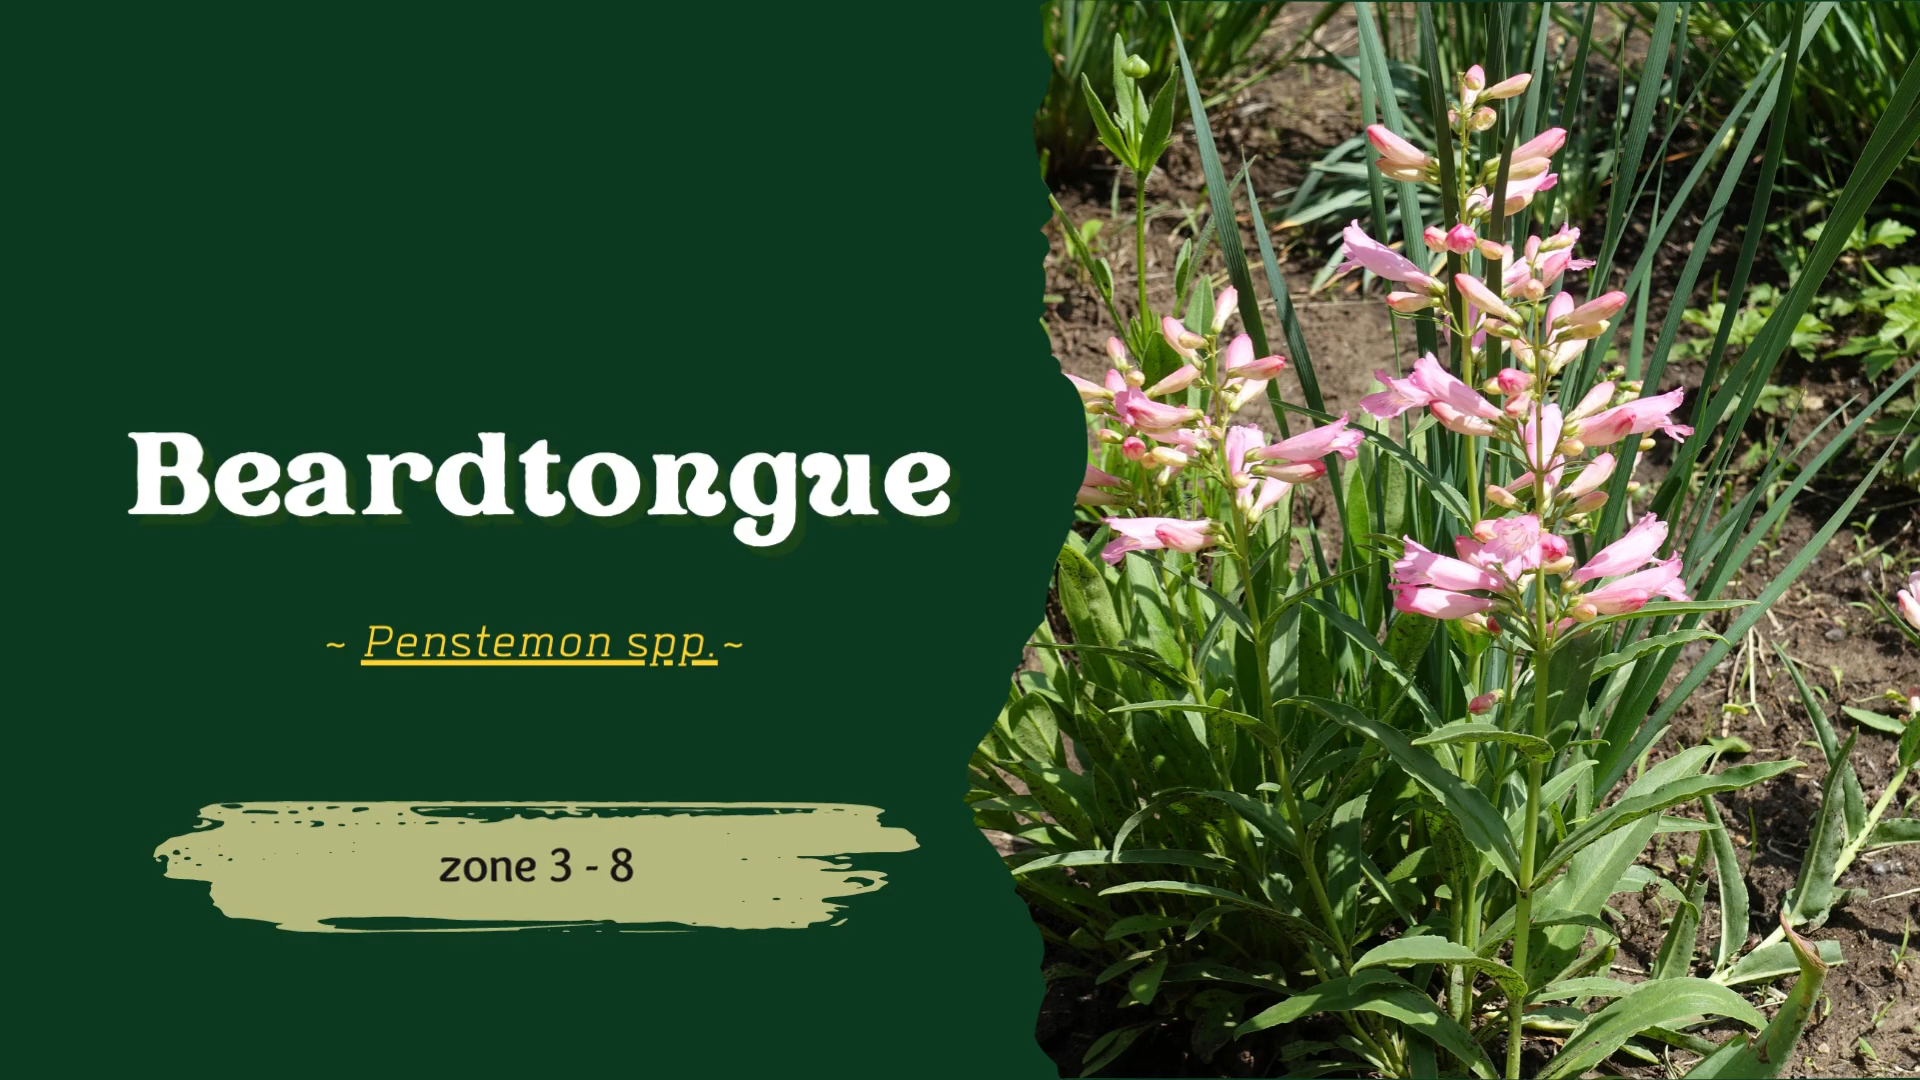 Beardtongue
~ Penstemon spp. ~
zone 3 - 8